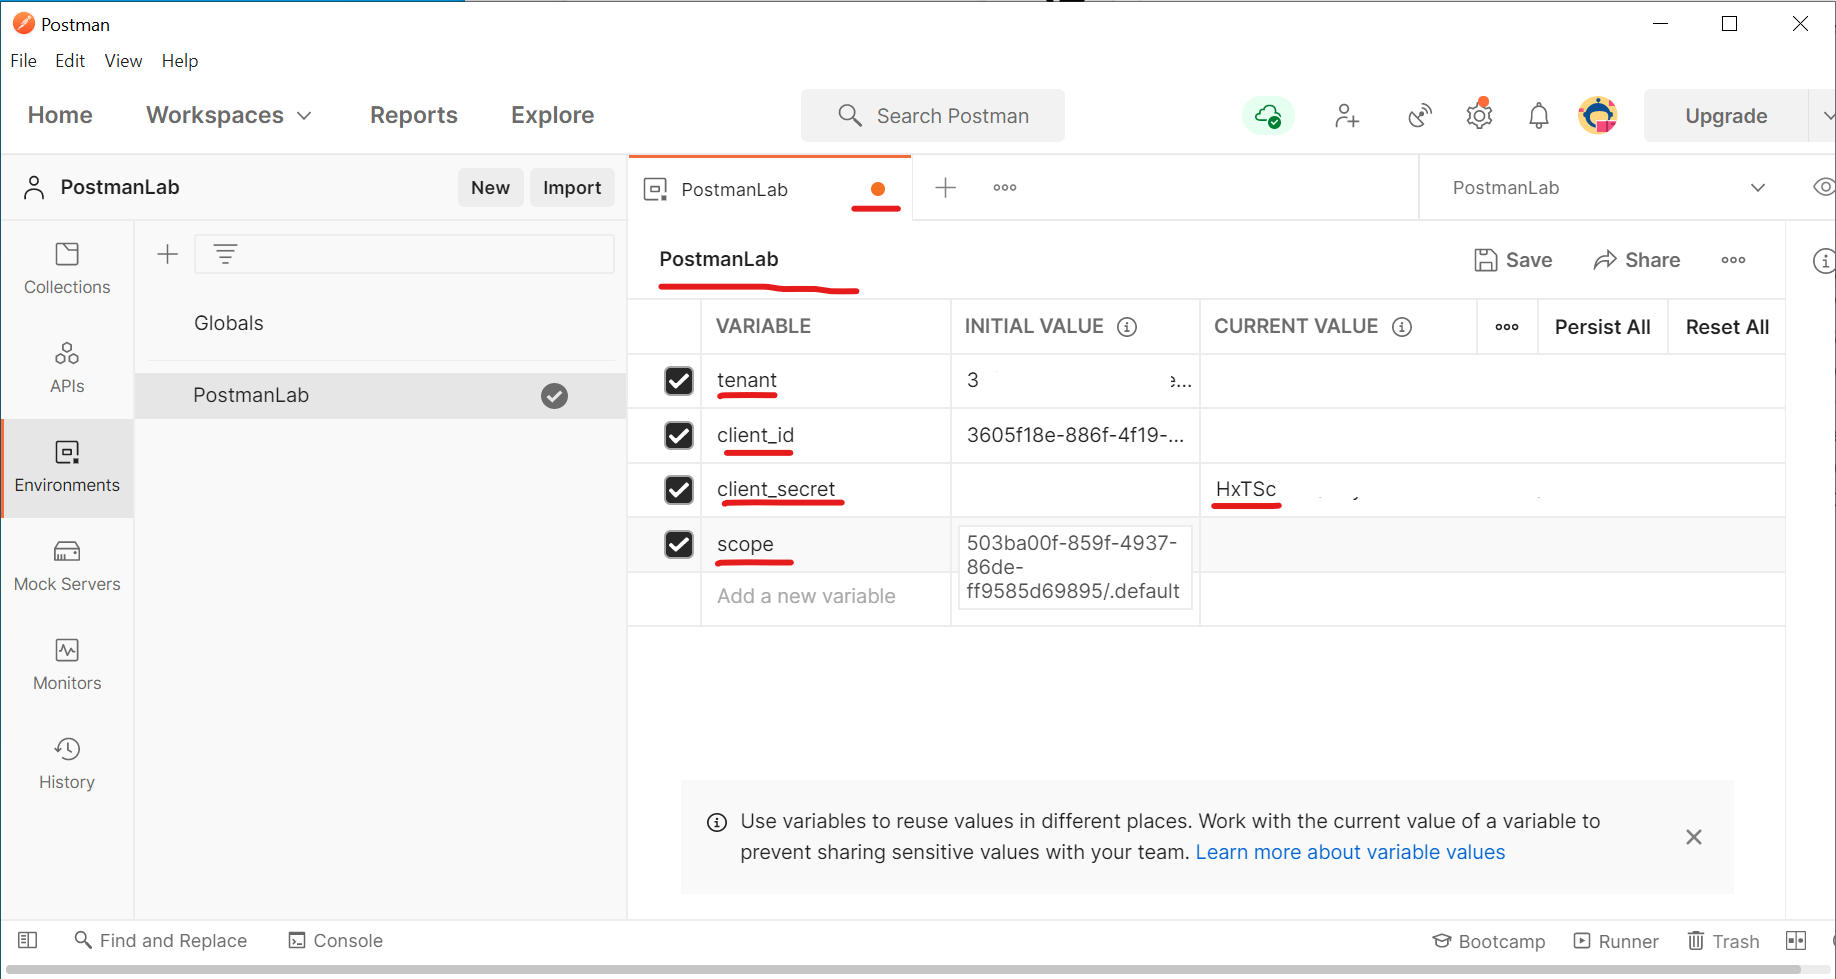 Postman
File Edit View Help
Home Workspaces Reports Explore Search Postman Upgrade
PostmanLab New Import PostmanLab PostmanLab
PostmanLab Save Share
Collections
Globals
VARIABLE INITIAL VALUE CURRENT VALUE Persist All Reset All
APIs
PostmanLab
tenant 3 e...
client_id 3605f18e-886f-4f19-...
Environments
client_secret HxTSc
scope 503ba00f-859f-4937-
86de-
ff9585d69895/.default
Mock Servers
Add a new variable
Monitors
History
Use variables to reuse values in different places. Work with the current value of a variable to
prevent sharing sensitive values with your team. Learn more about variable values
Find and Replace Console Bootcamp Runner Trash